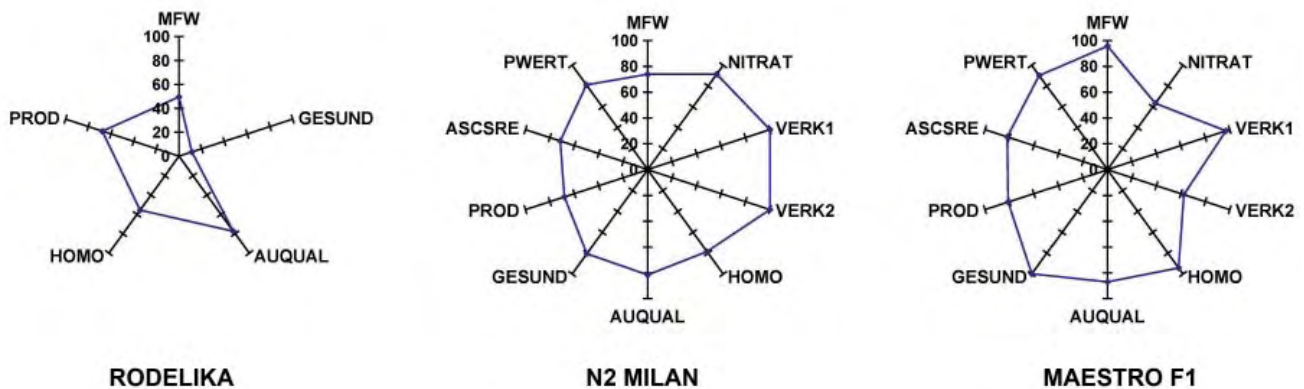 MFW
100
80
60
40
20
0
PROD
GESUND
HOMO
AUQUAL
RODELIKA
MFW
100
80
60
40
20
0
PWERT
NITRAT
ASCSRE
VERK1
PROD
VERK2
GESUND
HOMO
AUQUAL
N2 MILAN
MFW
100
80
60
40
20
0
PWERT
NITRAT
ASCSRE
VERK1
PROD
VERK2
GESUND
HOMO
AUQUAL
MAESTRO F1